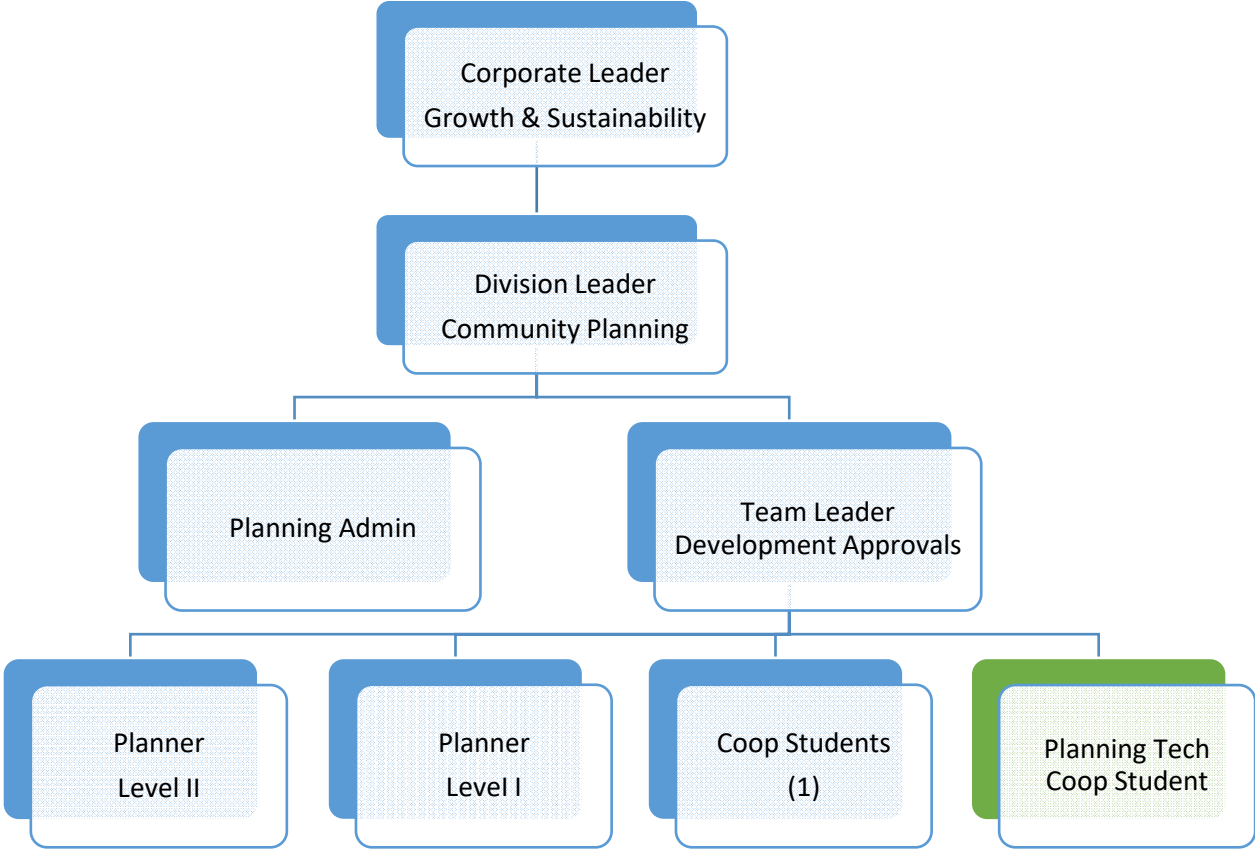 Corporate Leader
Growth & Sustainability
Division Leader
Community Planning
Planning Admin
Team Leader
Development Approvals
Planner
Level II
Planner
Level I
Coop Students
(1)
Planning Tech
Coop Student